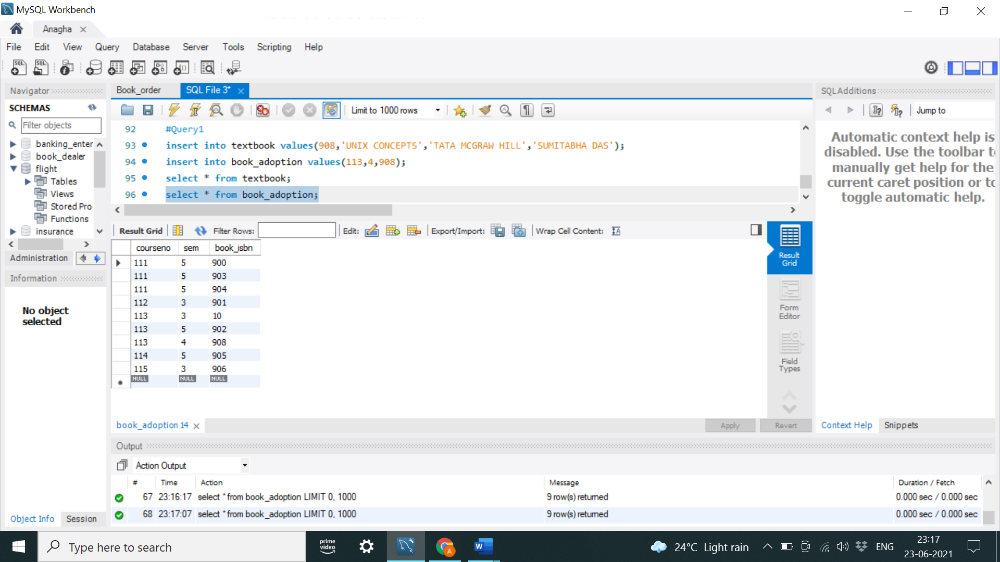 MySQL Workbench
Anagha
File Edit View Query Database Server Tools Scripting Help
Navigator
SCHEMAS
Filter objects
banking_enter
book_dealer
flight
Tables
Views
Stored Pro
Functions
insurance
Administration
Information
No object
selected
Object Info Session
Book_order SQL File 3*
Limit to 1000 rows
92 #Query1
93 insert into textbook values(908,'UNIX CONCEPTS','TATA MCGRAW HILL','SUMITABHA DAS');
94 insert into book_adoption values(113,4,908);
95 select * from textbook;
96 select * from book_adoption;
Result Grid Filter Rows: Edit: Export/Import: Wrap Cell Content:
courseno sem book_isbn
111 5 900
111 5 903
111 5 904
112 3 901
113 3 10
113 5 902
113 4 908
114 5 905
115 3 906
NULL NULL NULL
Result
Grid
Form
Editor
Field
Types
book_adoption 14
Apply Revert
SQLAdditions
Jump to
Automatic context help is
disabled. Use the toolbar to
manually get help for the
current caret position or to
toggle automatic help.
Context Help Snippets
Output
Action Output
# Time Action Message Duration / Fetch
67 23:16:17 select * from book_adoption LIMIT 0, 1000 9 row(s) returned 0.000 sec / 0.000 sec
68 23:17:07 select * from book_adoption LIMIT 0, 1000 9 row(s) returned 0.000 sec / 0.000 sec
Type here to search
prime
video
24°C Light rain
ENG
23:17
23-06-2021